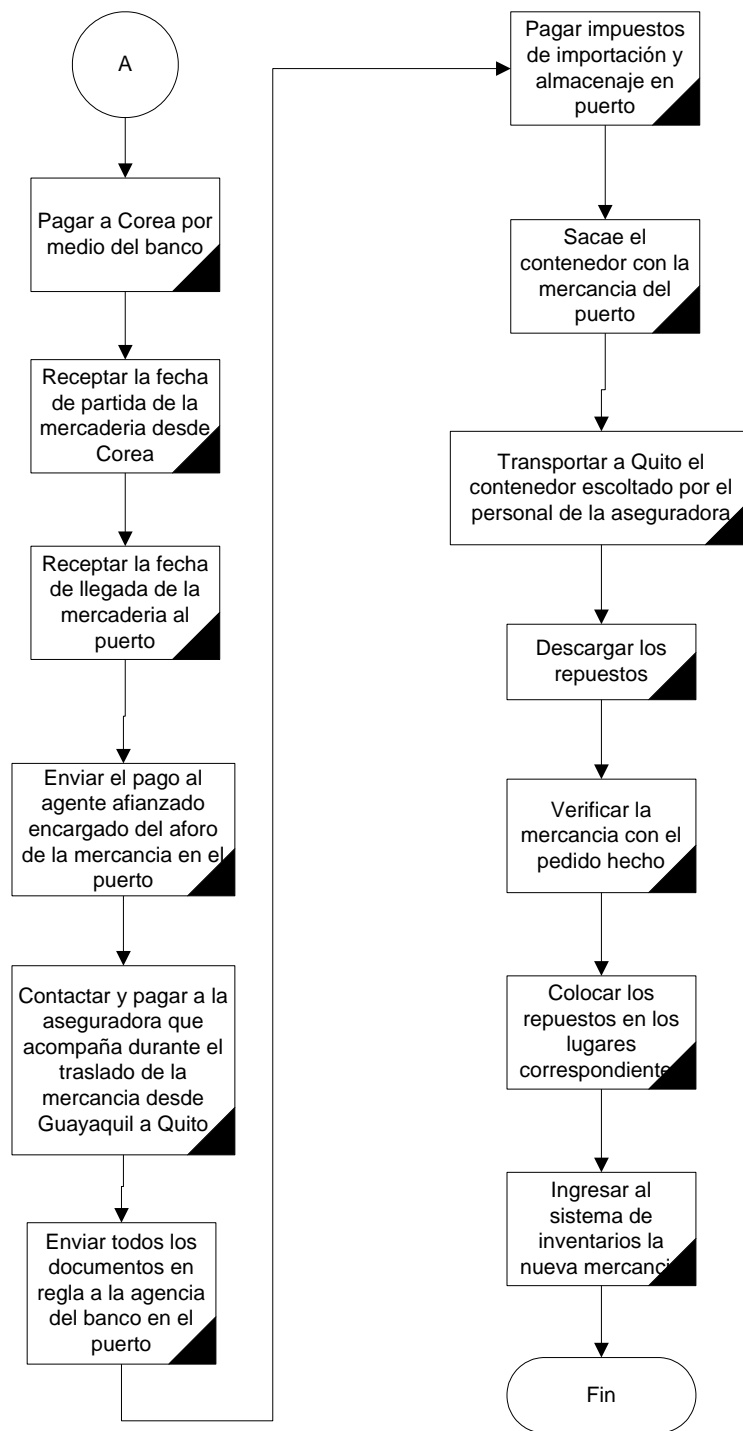 A
Pagar a Corea por
medio del banco
Receptar la fecha
de partida de la
mercaderia desde
Corea
Receptar la fecha
de llegada de la
mercaderia al
puerto
Enviar el pago al
agente afianzado
encargado del aforo
de la mercancia en el
puerto
Contactar y pagar a la
aseguradora que
acompaña durante el
traslado de la
mercancia desde
Guayaquil a Quito
Enviar todos los
documentos en
regla a la agencia
del banco en el
puerto
Pagar impuestos
de importación y
almacenaje en
puerto
Sacae el
contenedor con la
mercancia del
puerto
Transportar a Quito el
contenedor escoltado por el
personal de la aseguradora
Descargar los
repuestos
Verificar la
mercancia con el
pedido hecho
Colocar los
repuestos en los
lugares
correspondiente
Ingresar al
sistema de
inventarios la
nueva mercanci
Fin